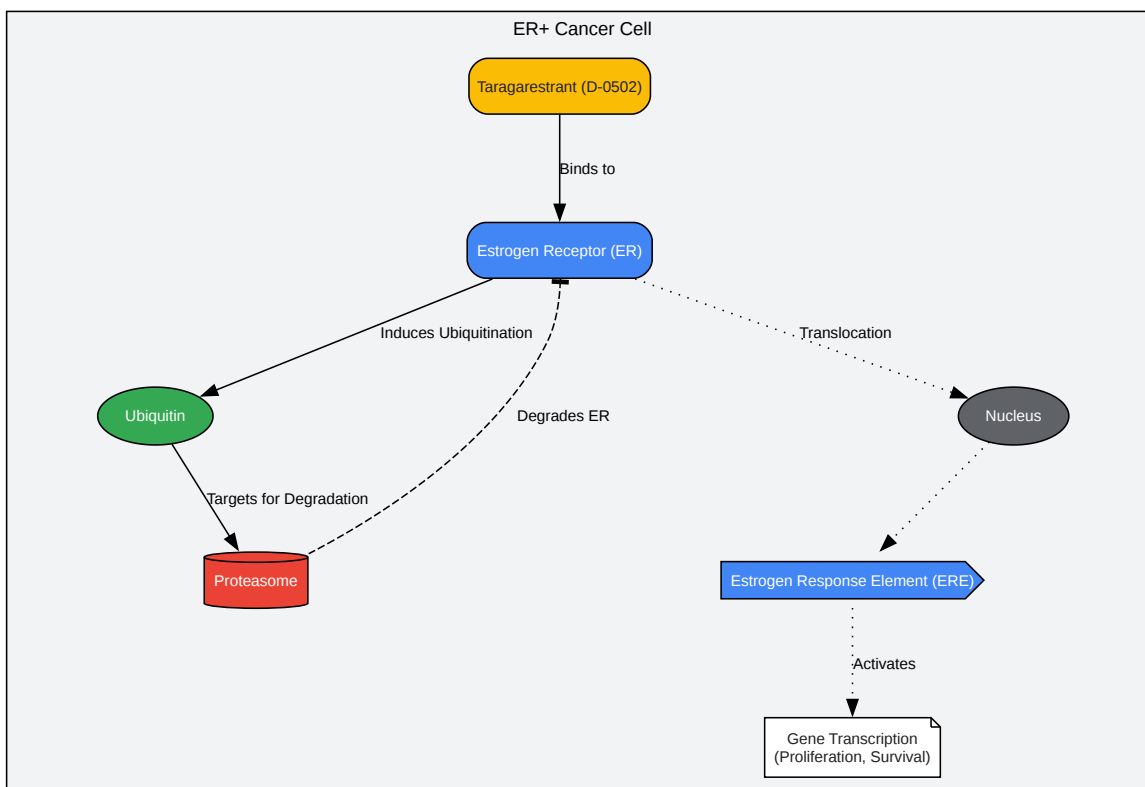 ER+ Cancer Cell
Taragarestrant (D-0502)
Binds to
Estrogen Receptor (ER)
Induces Ubiquitination
Translocation
Ubiquitin
Degrades ER
Nucleus
Targets for Degradation
Proteasome
Estrogen Response Element (ERE)
Activates
Gene Transcription
(Proliferation, Survival)